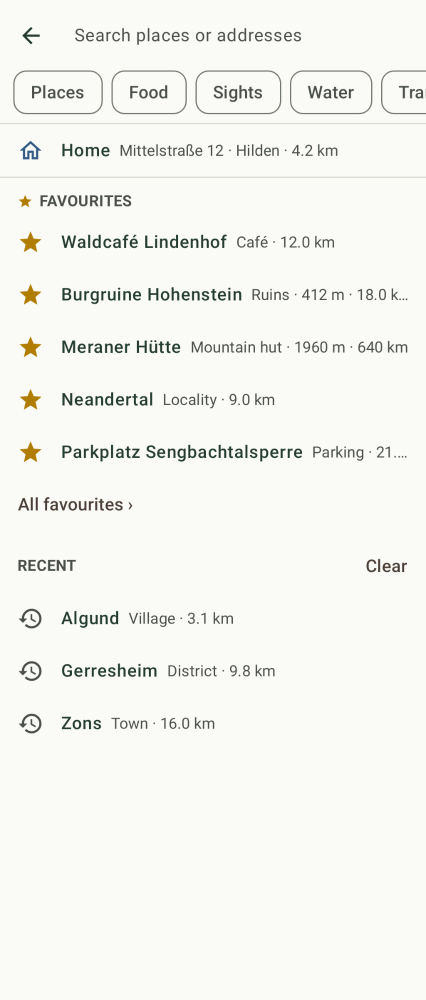 Search places or addresses
Places Food Sights Water Tra
Home Mittelstraße 12 · Hilden · 4.2 km
FAVOURITES
Waldcafé Lindenhof Café · 12.0 km
Burgruine Hohenstein Ruins · 412 m · 18.0 k...
Meraner Hütte Mountain hut · 1960 m · 640 km
Neandertal Locality · 9.0 km
Parkplatz Sengbachtalsperre Parking · 21....
All favourites ›
RECENT Clear
Algund Village · 3.1 km
Gerresheim District · 9.8 km
Zons Town · 16.0 km